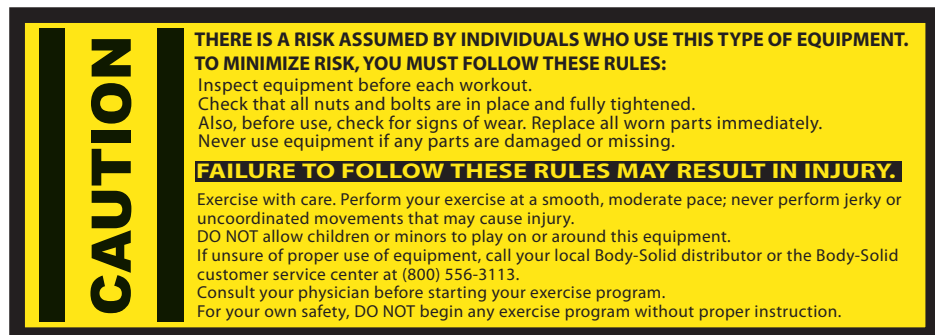 CAUTION
THERE IS A RISK ASSUMED BY INDIVIDUALS WHO USE THIS TYPE OF EQUIPMENT.
TO MINIMIZE RISK, YOU MUST FOLLOW THESE RULES:
Inspect equipment before each workout.
Check that all nuts and bolts are in place and fully tightened.
Also, before use, check for signs of wear. Replace all worn parts immediately.
Never use equipment if any parts are damaged or missing.
FAILURE TO FOLLOW THESE RULES MAY RESULT IN INJURY.
Exercise with care. Perform your exercise at a smooth, moderate pace; never perform jerky or
uncoordinated movements that may cause injury.
DO NOT allow children or minors to play on or around this equipment.
If unsure of proper use of equipment, call your local Body-Solid distributor or the Body-Solid
customer service center at (800) 556-3113.
Consult your physician before starting your exercise program.
For your own safety, DO NOT begin any exercise program without proper instruction.